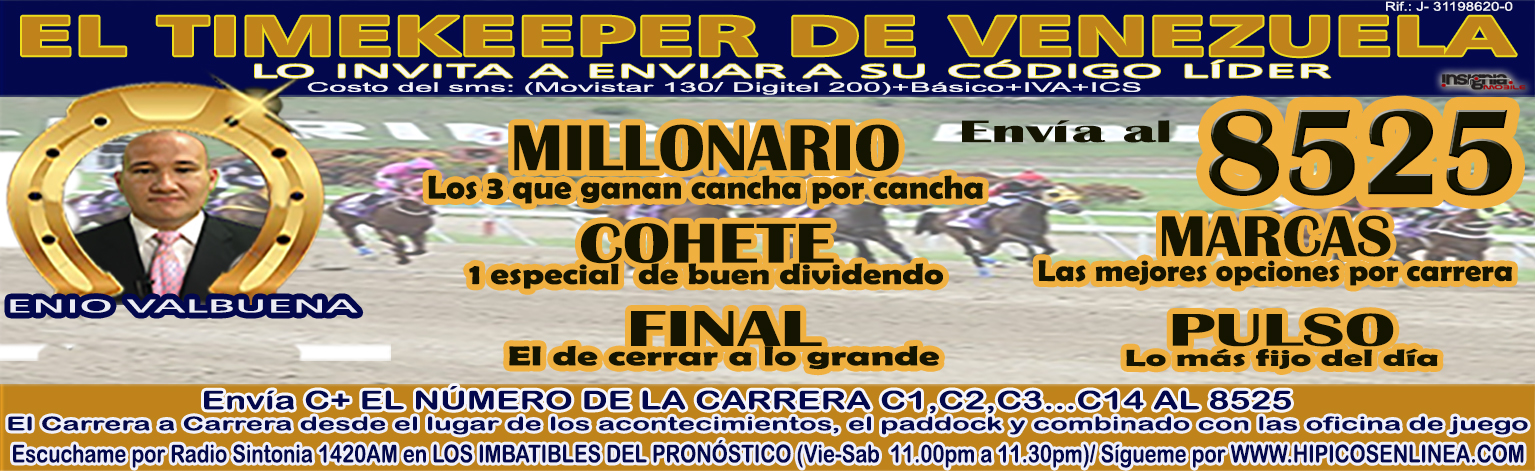 Rif.: J- 31198620-0
EL TIMEKEEPER DE VENEZUELA
LO INVITA A ENVIAR A SU CÓDIGO LÍDER
Costo del sms: (Movistar 130/ Digitel 200)+Básico+IVA+ICS
insignia
MOBILE
Envía al 8525
MILLONARIO
Los 3 que ganan cancha por cancha
COHETE
1 especial de buen dividendo
MARCAS
Las mejores opciones por carrera
ENIO VALBUENA
FINAL
El de cerrar a lo grande
PULSO
Lo más fijo del día
Envía C+ EL NÚMERO DE LA CARRERA C1,C2,C3...C14 AL 8525
El Carrera a Carrera desde el lugar de los acontecimientos, el paddock y combinado con las oficina de juego
Escuchame por Radio Sintonia 1420AM en LOS IMBATIBLES DEL PRONÓSTICO (Vie-Sab 11.00pm a 11.30pm)/ Sígueme por WWW.HIPICOSENLINEA.COM